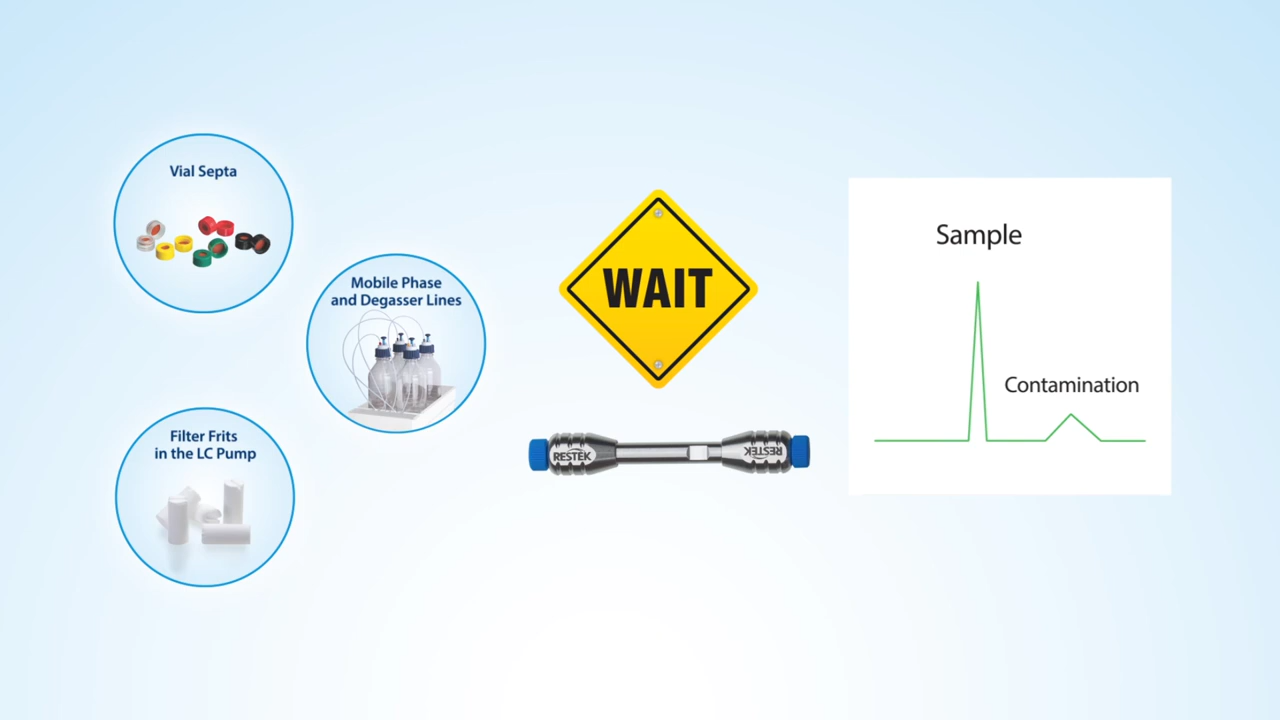 Vial Septa
Mobile Phase
and Degasser Lines
Filter Frits
in the LC Pump
WAIT
RESTEK
RESTEK
Sample
Contamination